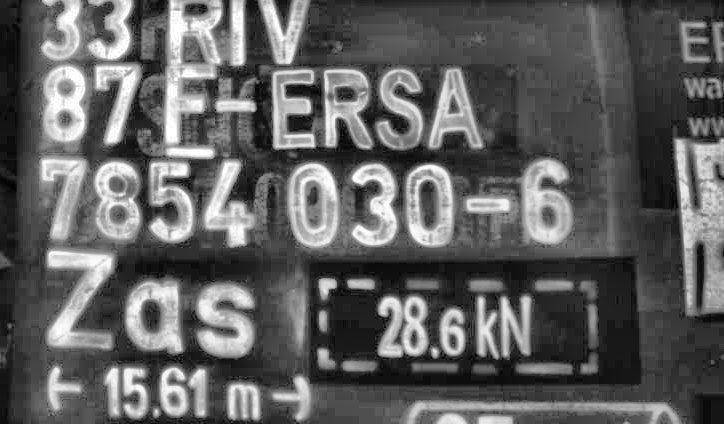 33 RIV
87 F-ERSA
7854 030-6
Zas
28.6 kN
15.61 m